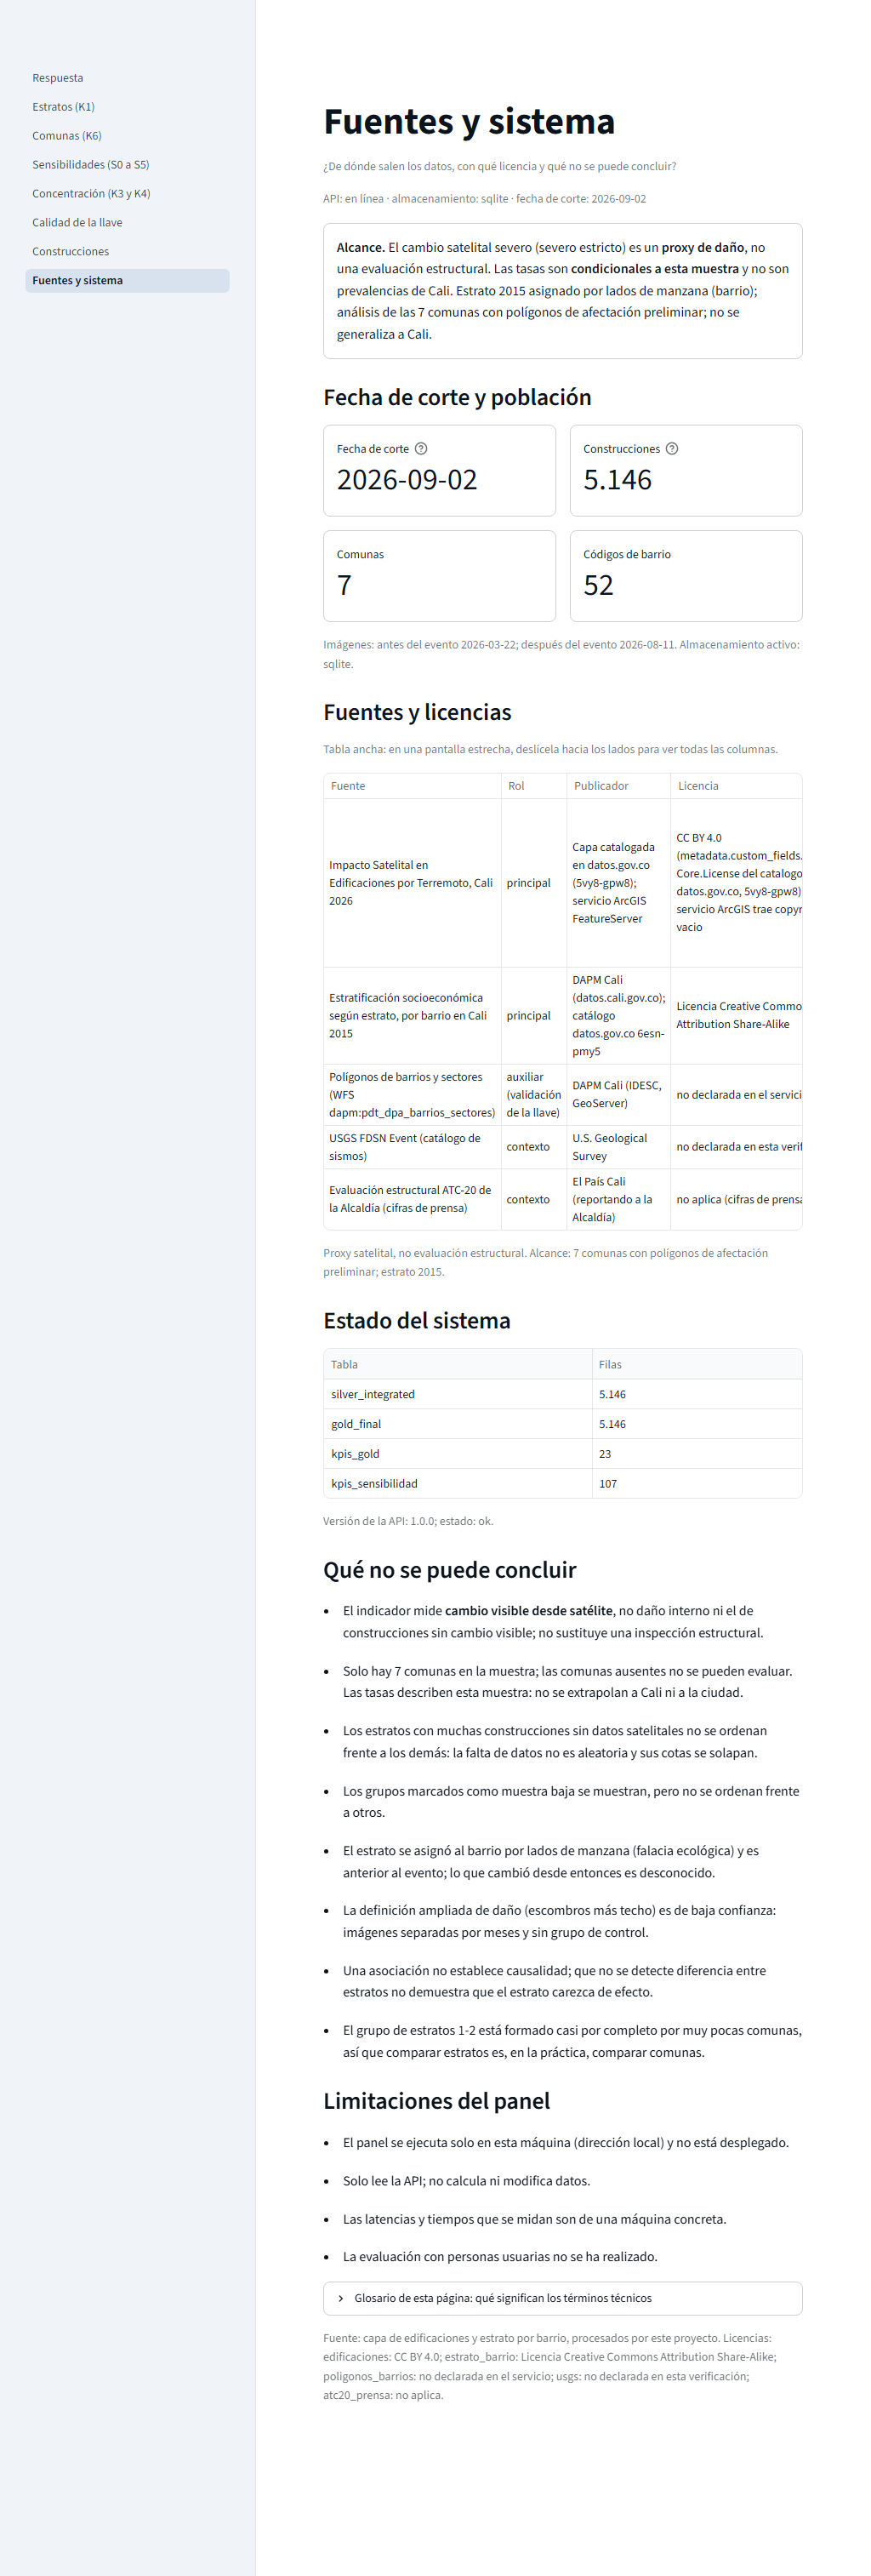 Respuesta
Estratos (K1)
Comunas (K6)
Sensibilidades (S0 a S5)
Concentración (K3 y K4)
Calidad de la llave
Construcciones
Fuentes y sistema
Fuentes y sistema
¿De dónde salen los datos, con qué licencia y qué no se puede concluir?
API: en línea · almacenamiento: sqlite · fecha de corte: 2026-09-02
Alcance. El cambio satelital severo (severo estricto) es un proxy de daño, no
una evaluación estructural. Las tasas son condicionales a esta muestra y no son
prevalencias de Cali. Estrato 2015 asignado por lados de manzana (barrio);
análisis de las 7 comunas con polígonos de afectación preliminar; no se
generaliza a Cali.
Fecha de corte y población
Fecha de corte
2026-09-02
Construcciones
5.146
Comunas
7
Códigos de barrio
52
Imágenes: antes del evento 2026-03-22; después del evento 2026-08-11. Almacenamiento activo:
sqlite.
Fuentes y licencias
Tabla ancha: en una pantalla estrecha, deslícela hacia los lados para ver todas las columnas.
Fuente Rol Publicador Licencia
Impacto Satelital en
Edificaciones por Terremoto, Cali
2026
principal
Capa catalogada
en datos.gov.co
(5vy8-gpw8);
servicio ArcGIS
FeatureServer
CC BY 4.0
(metadata.custom_fields.
Core.License del catalogo
datos.gov.co, 5vy8-gpw8)
servicio ArcGIS trae copyr
vacio
Estratificación socioeconómica
según estrato, por barrio en Cali
2015
principal
DAPM Cali
(datos.cali.gov.co);
catálogo
datos.gov.co 6esn-
pmy5
Licencia Creative Commo
Attribution Share-Alike
Polígonos de barrios y sectores
(WFS
dapm:pdt_dpa_barrios_sectores)
auxiliar
(validación
de la llave)
DAPM Cali (IDESC,
GeoServer)
no declarada en el servici
USGS FDSN Event (catálogo de
sismos)
contexto
U.S. Geological
Survey
no declarada en esta verif
Evaluación estructural ATC-20 de
la Alcaldía (cifras de prensa)
contexto
El País Cali
(reportando a la
Alcaldía)
no aplica (cifras de prensa
Proxy satelital, no evaluación estructural. Alcance: 7 comunas con polígonos de afectación
preliminar; estrato 2015.
Estado del sistema
Tabla Filas
silver_integrated 5.146
gold_final 5.146
kpis_gold 23
kpis_sensibilidad 107
Versión de la API: 1.0.0; estado: ok.
Qué no se puede concluir
• El indicador mide cambio visible desde satélite, no daño interno ni el de
construcciones sin cambio visible; no sustituye una inspección estructural.
• Solo hay 7 comunas en la muestra; las comunas ausentes no se pueden evaluar.
Las tasas describen esta muestra: no se extrapolan a Cali ni a la ciudad.
• Los estratos con muchas construcciones sin datos satelitales no se ordenan
frente a los demás: la falta de datos no es aleatoria y sus cotas se solapan.
• Los grupos marcados como muestra baja se muestran, pero no se ordenan frente
a otros.
• El estrato se asignó al barrio por lados de manzana (falacia ecológica) y es
anterior al evento; lo que cambió desde entonces es desconocido.
• La definición ampliada de daño (escombros más techo) es de baja confianza:
imágenes separadas por meses y sin grupo de control.
• Una asociación no establece causalidad; que no se detecte diferencia entre
estratos no demuestra que el estrato carezca de efecto.
• El grupo de estratos 1-2 está formado casi por completo por muy pocas comunas,
así que comparar estratos es, en la práctica, comparar comunas.
Limitaciones del panel
• El panel se ejecuta solo en esta máquina (dirección local) y no está desplegado.
• Solo lee la API; no calcula ni modifica datos.
• Las latencias y tiempos que se midan son de una máquina concreta.
• La evaluación con personas usuarias no se ha realizado.
Glosario de esta página: qué significan los términos técnicos
Fuente: capa de edificaciones y estrato por barrio, procesados por este proyecto. Licencias:
edificaciones: CC BY 4.0; estrato_barrio: Licencia Creative Commons Attribution Share-Alike;
poligonos_barrios: no declarada en el servicio; usgs: no declarada en esta verificación;
atc20_prensa: no aplica.